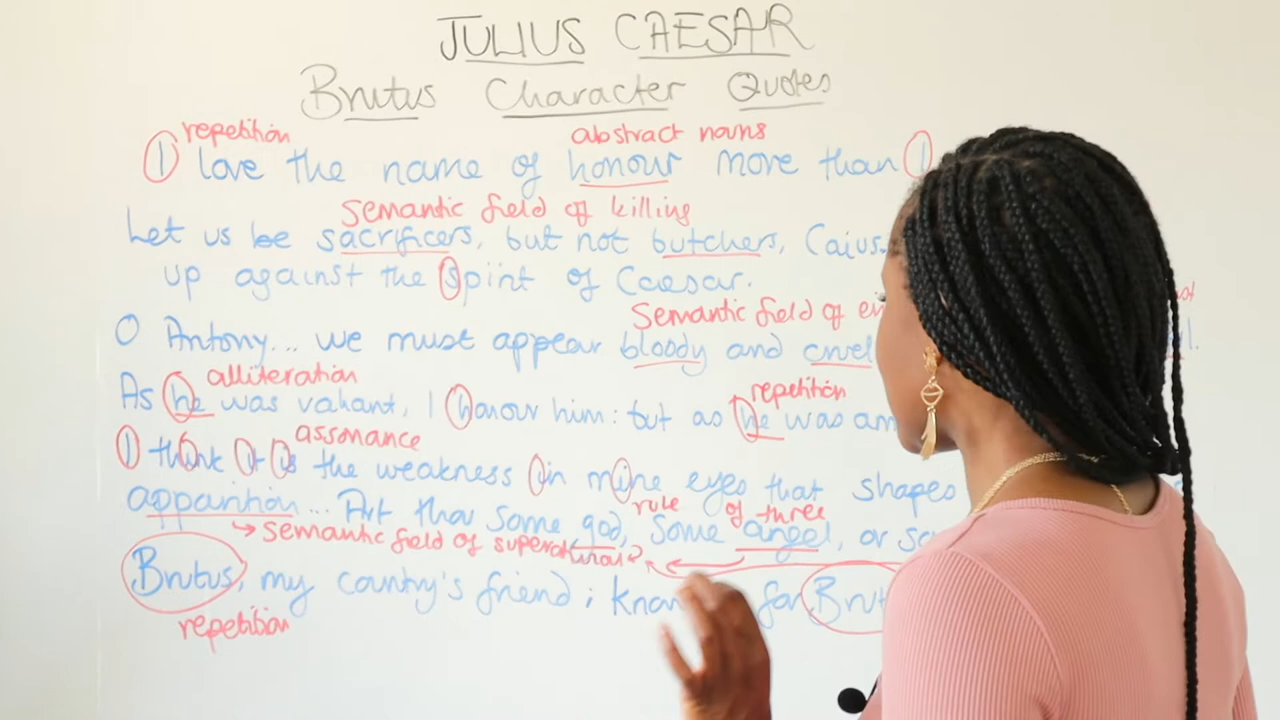 JULIUS CAESAR
Brutus Character Quotes
repetition abstract nouns
I love the name of honour more than I
Semantic field of killing
Let us be sacrificers, but not butchers, Caius.
up against the spirit of Caesar.
Semantic field of
O Antony... we must appear bloody and cruel
alliteration repetition
As he was valiant, I honour him: but as he was am
assonance
I think it is the weakness in mine eyes that shapes
rule of three
apparition... Art thou some god, some angel, or so
semantic field of supernatural
Brutus, my country's friend; know for Brut
repetition